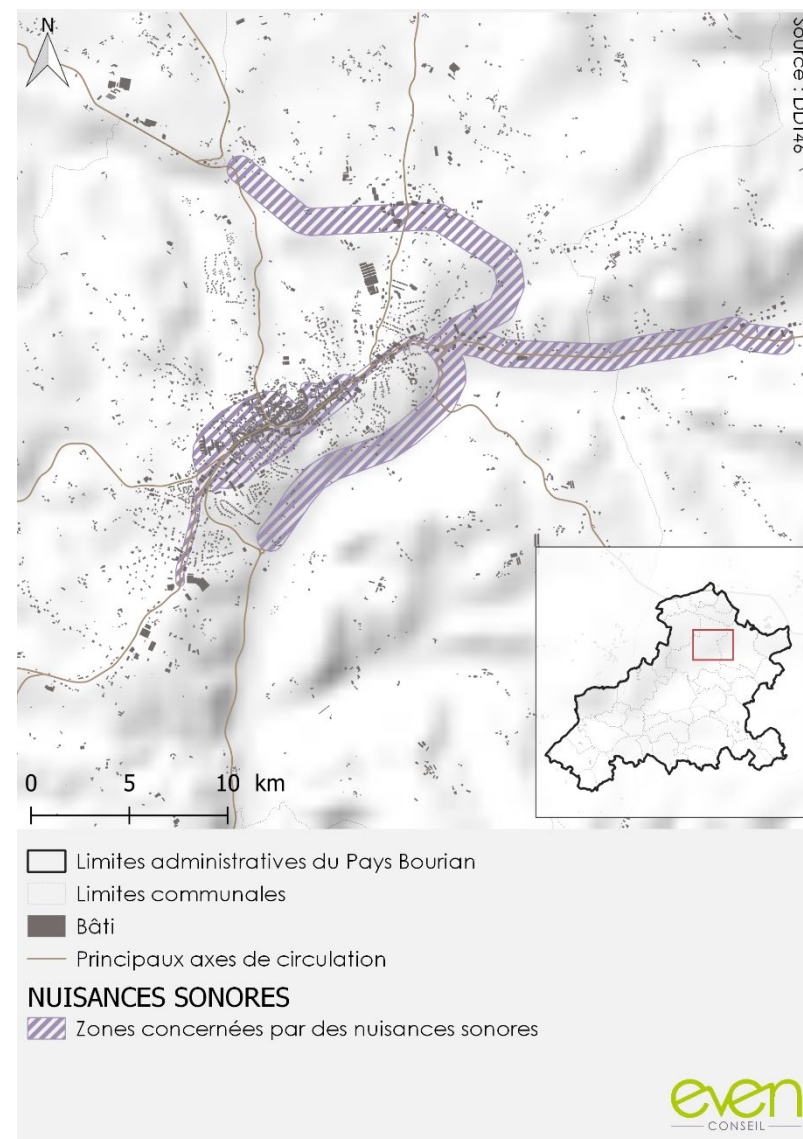 N
Source : DDT46
0 5 10 km
Limites administratives du Pays Bourian
Limites communales
Bâti
Principaux axes de circulation
NUISANCES SONORES
Zones concernées par des nuisances sonores
even
CONSEIL